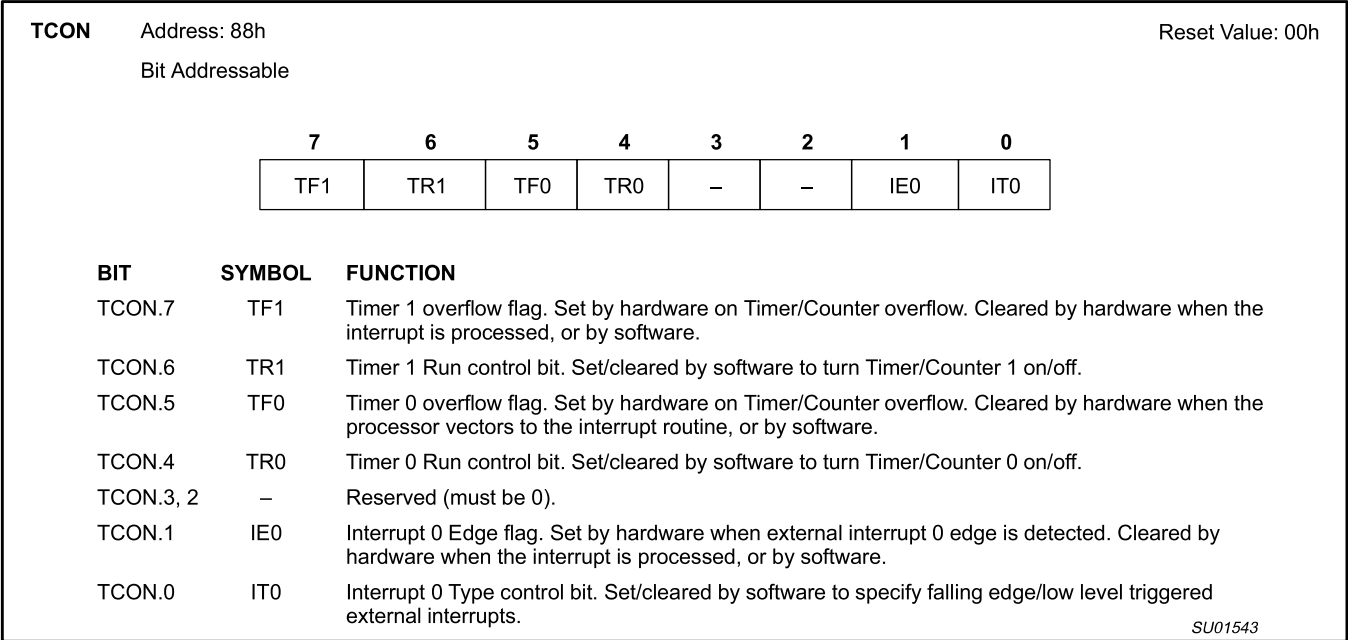 TCON Address: 88h Reset Value: 00h
Bit Addressable
7 6 5 4 3 2 1 0
TF1 TR1 TF0 TR0 – – IE0 IT0
BIT SYMBOL FUNCTION
TCON.7 TF1 Timer 1 overflow flag. Set by hardware on Timer/Counter overflow. Cleared by hardware when the
interrupt is processed, or by software.
TCON.6 TR1 Timer 1 Run control bit. Set/cleared by software to turn Timer/Counter 1 on/off.
TCON.5 TF0 Timer 0 overflow flag. Set by hardware on Timer/Counter overflow. Cleared by hardware when the
processor vectors to the interrupt routine, or by software.
TCON.4 TR0 Timer 0 Run control bit. Set/cleared by software to turn Timer/Counter 0 on/off.
TCON.3, 2 – Reserved (must be 0).
TCON.1 IE0 Interrupt 0 Edge flag. Set by hardware when external interrupt 0 edge is detected. Cleared by
hardware when the interrupt is processed, or by software.
TCON.0 IT0 Interrupt 0 Type control bit. Set/cleared by software to specify falling edge/low level triggered
external interrupts.
SU01543